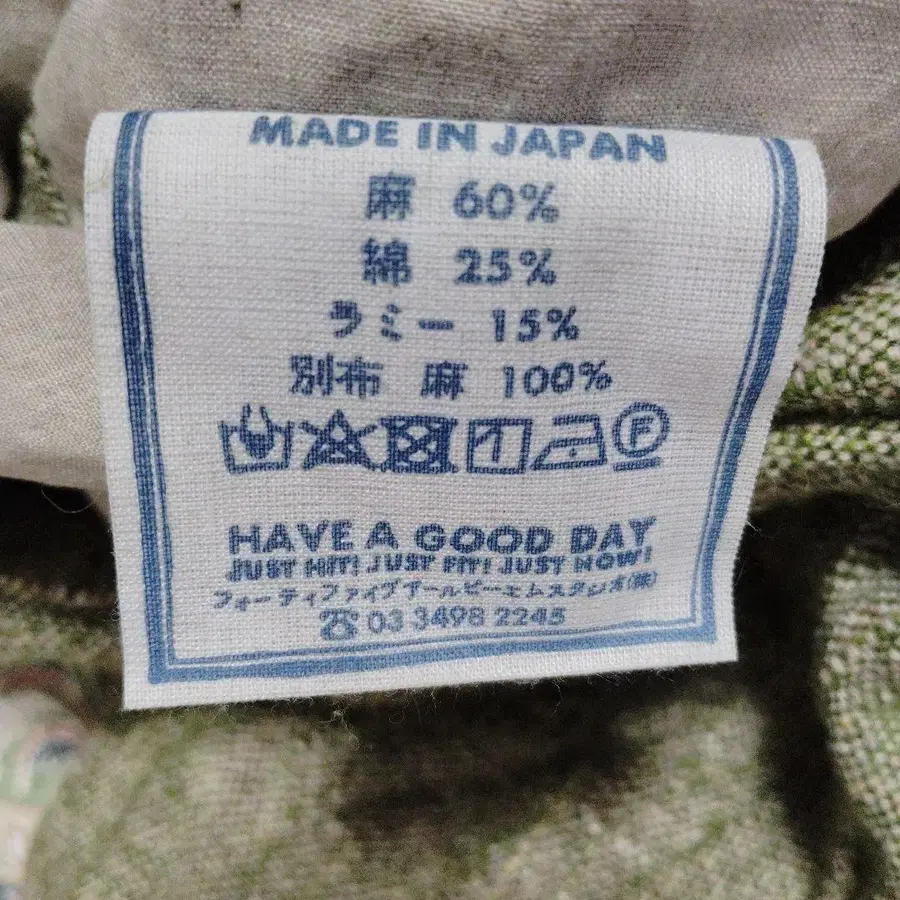 MADE IN JAPAN
麻 60%
綿 25%
ラミー 15%
別布 麻 100%
1 F
HAVE A GOOD DAY
JUST HIT! JUST FIT! JUST NOW!
フォーティファイブアールピーエムスタジオ(株)
☎ 03 3498 2245